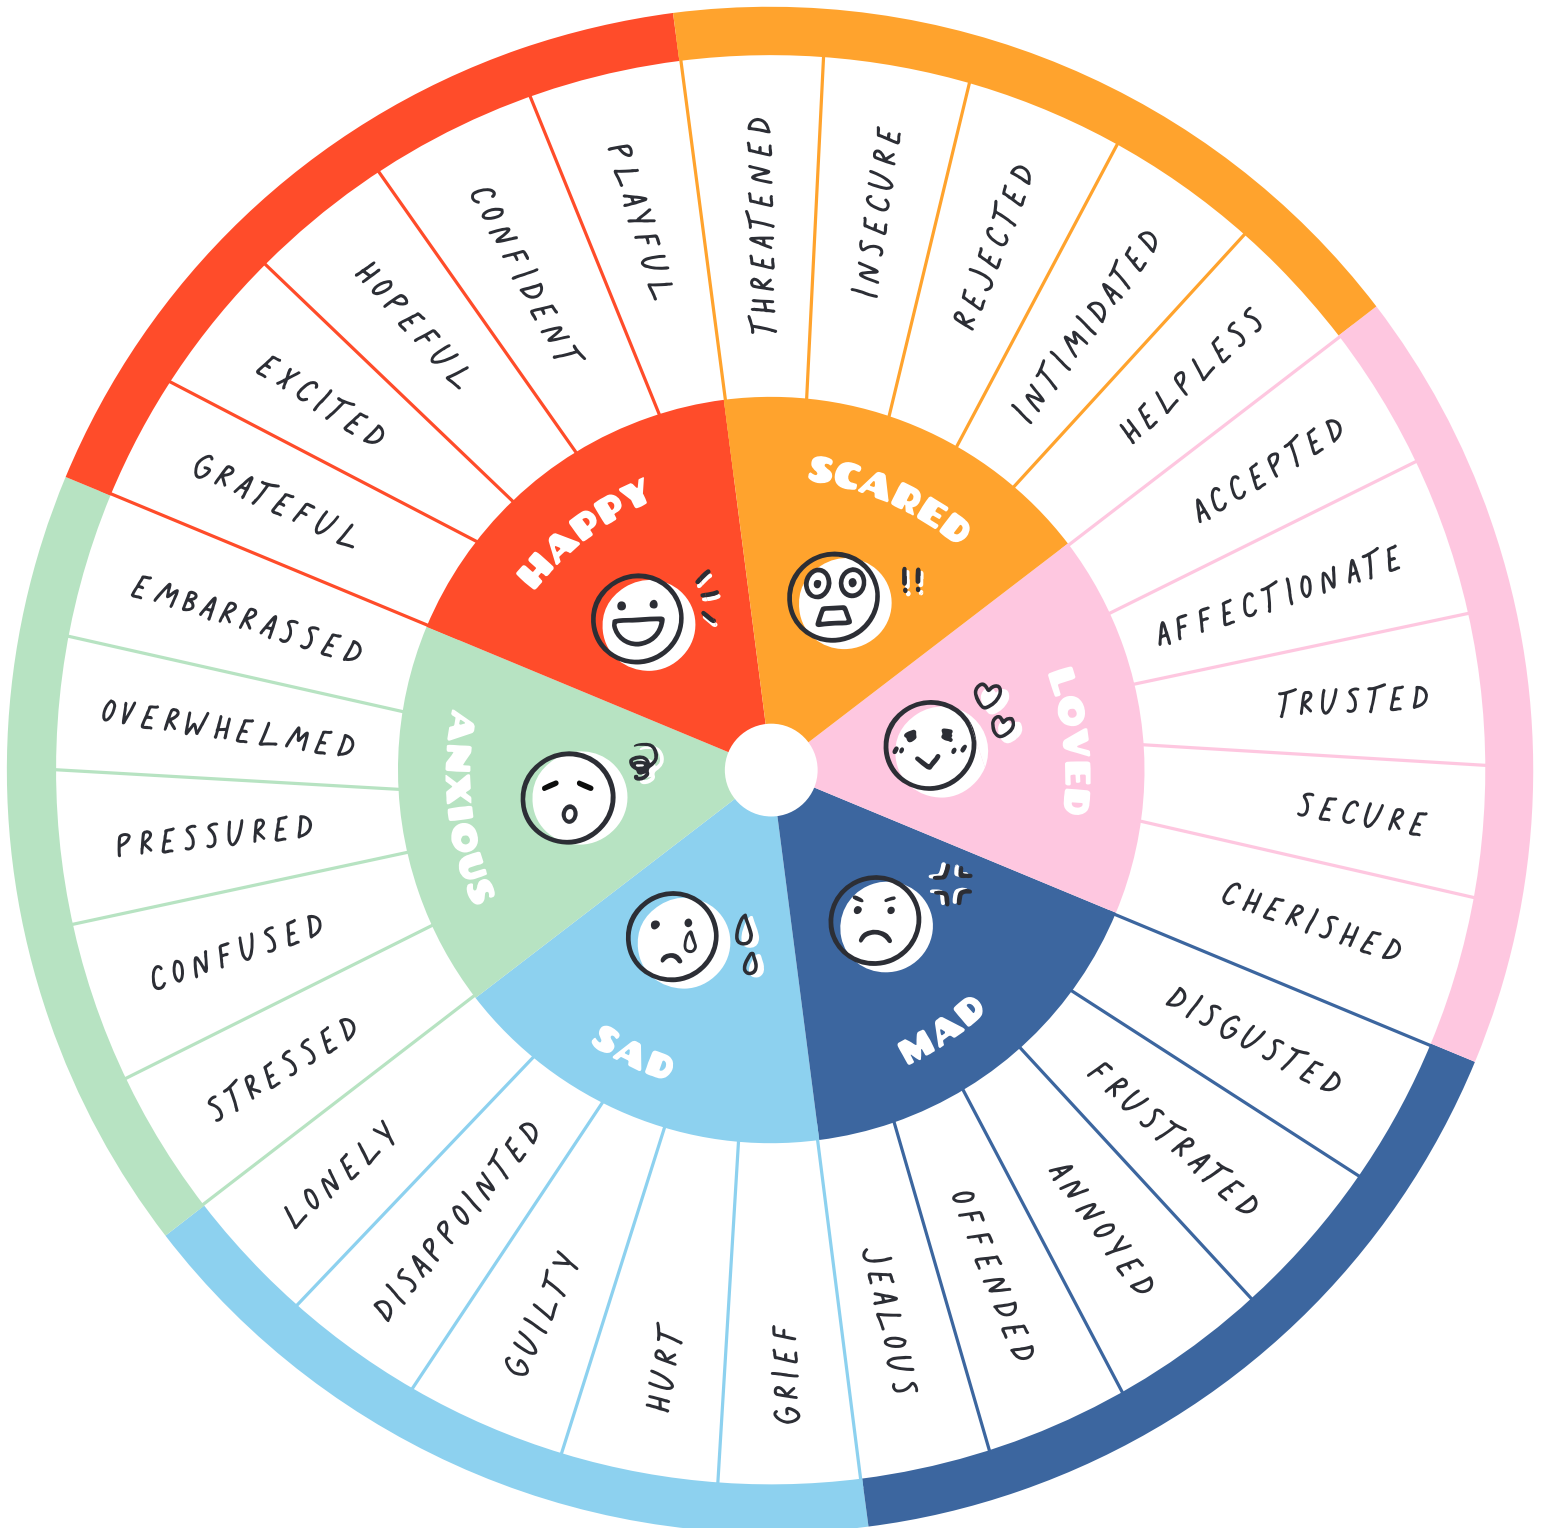 HAPPY
PLAYFUL
CONFIDENT
HOPEFUL
EXCITED
GRATEFUL
SCARED
THREATENED
INSECURE
REJECTED
INTIMIDATED
HELPLESS
LOVED
ACCEPTED
AFFECTIONATE
TRUSTED
SECURE
CHERISHED
MAD
DISGUSTED
FRUSTRATED
ANNOYED
OFFENDED
JEALOUS
SAD
GRIEF
HURT
GUILTY
DISAPPOINTED
LONELY
ANXIOUS
STRESSED
CONFUSED
PRESSURED
OVERWHELMED
EMBARRASSED
!!